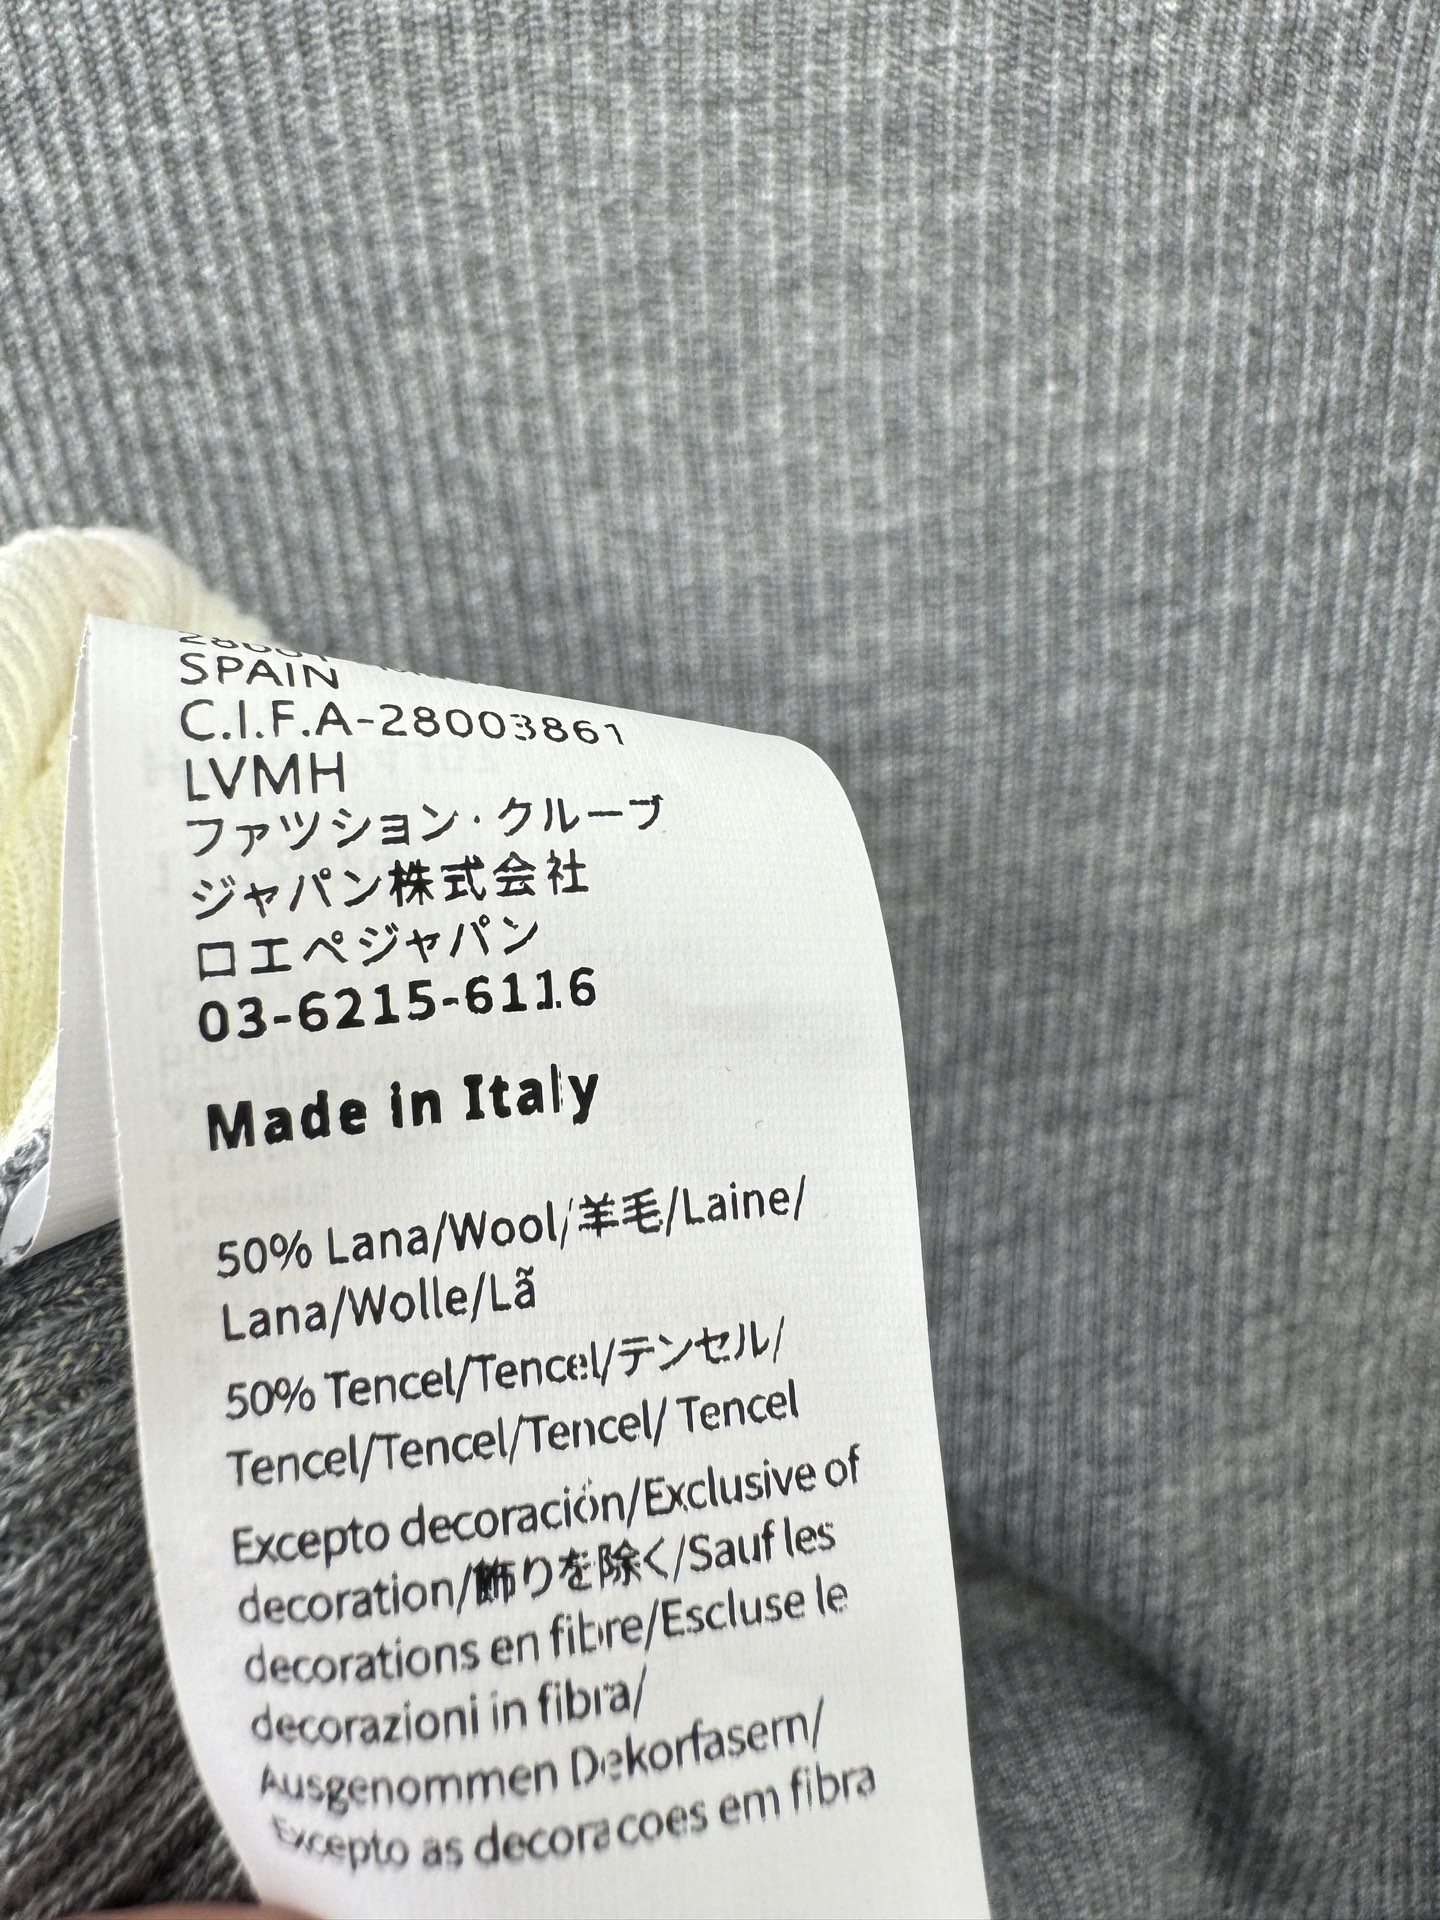 SPAIN
C.I.F.A-28003861
LVMH
ファッション・グループ
ジャパン株式会社
ロエベジャパン
03-6215-6116
Made in Italy
50% Lana/Wool/羊毛/Laine/
Lana/Wolle/Lã
50% Tencel/Tencel/テンセル/
Tencel/Tencel/Tencel/ Tencel
Excepto decoración/Exclusive of
decoration/飾りを除く/Sauf les
decorations en fibre/Escluse le
decorazioni in fibra/
Ausgenommen Dekorfasern/
Excepto as decoracoes em fibra